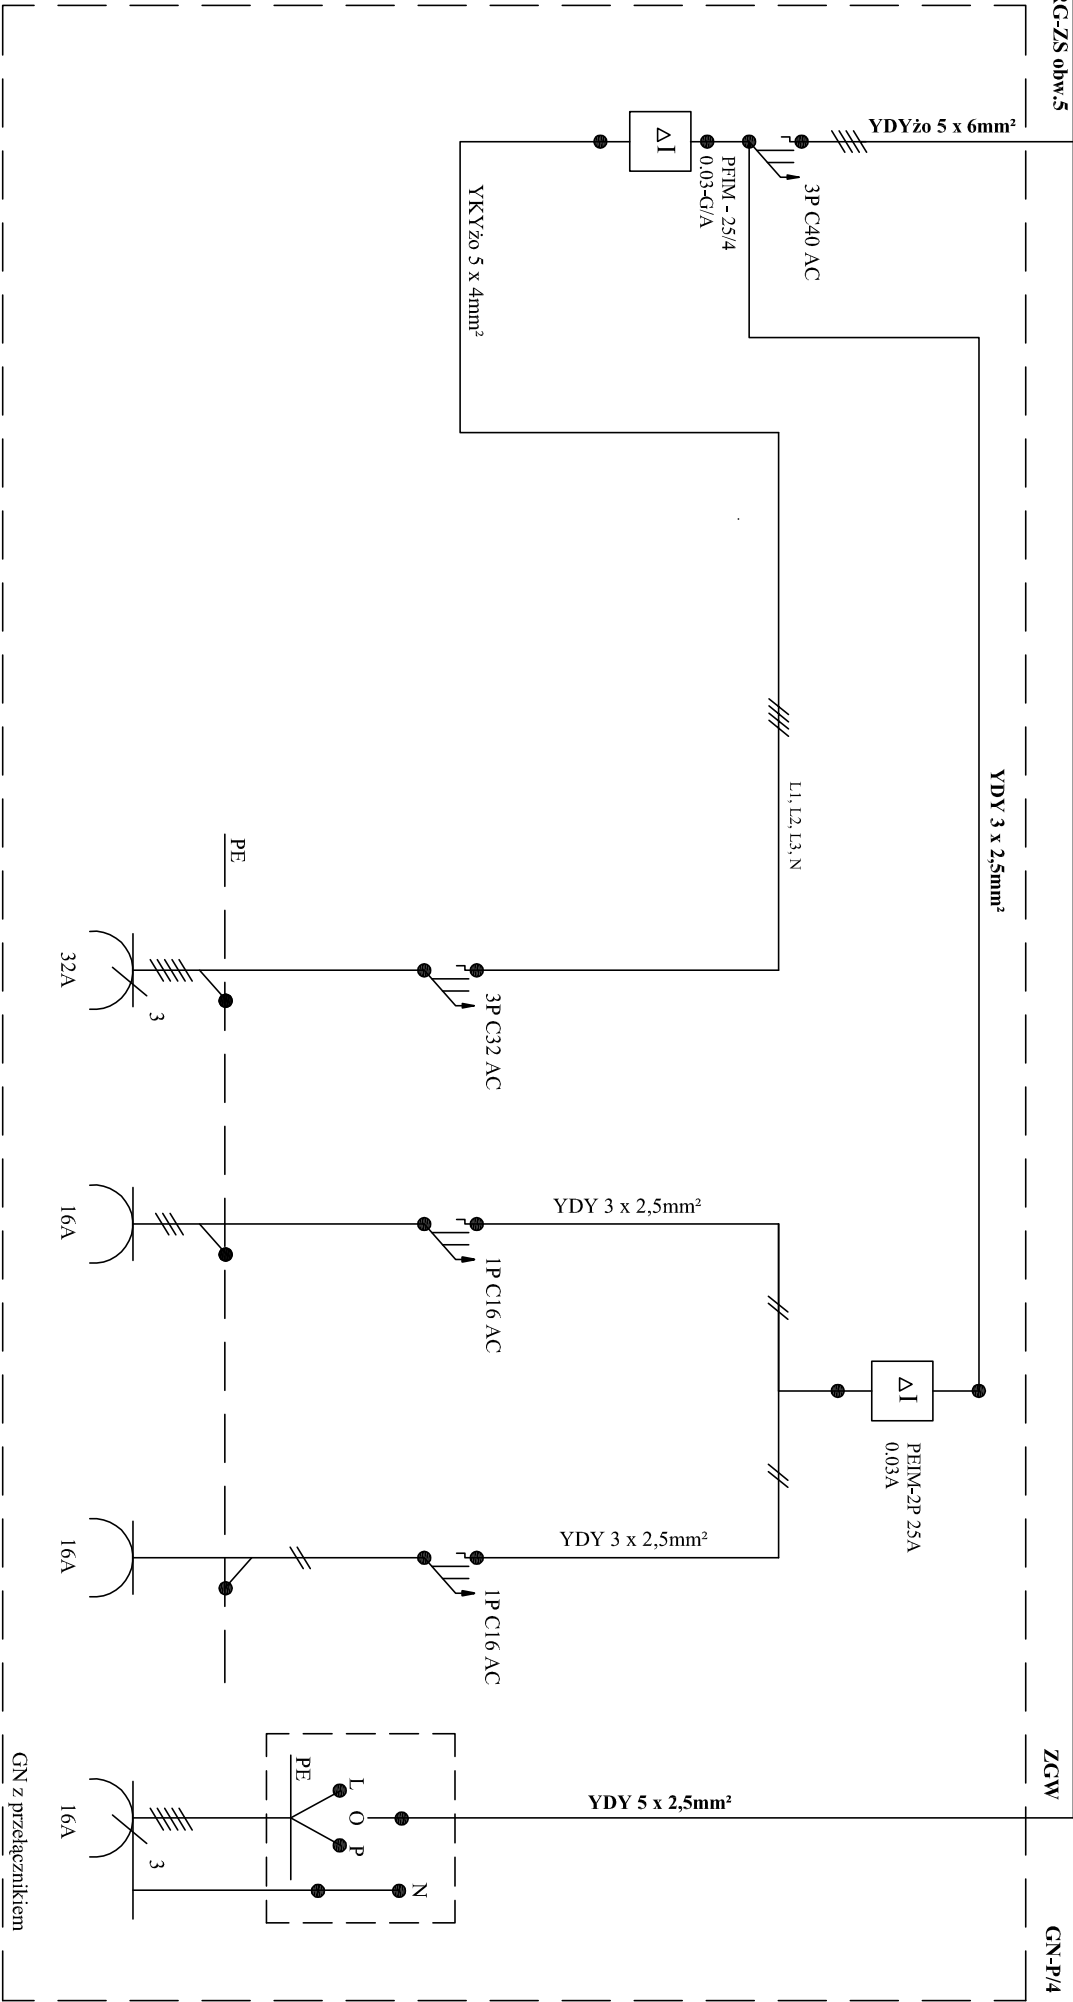 RG-ZS obw.5
YDYżo 5 x 6mm²
3P C40 AC
ΔI
PFIM - 25/4
0.03-G/A
YKYżo 5 x 4mm²
YDY 3 x 2,5mm²
L1, L2, L3, N
PE
3P C32 AC
3
32A
YDY 3 x 2,5mm²
1P C16 AC
16A
ΔI
PEIM-2P 25A
0.03A
YDY 3 x 2,5mm²
1P C16 AC
16A
ZGW
YDY 5 x 2,5mm²
PE
L
O
P
N
3
16A
GN z przełącznikiem
GN-P/4